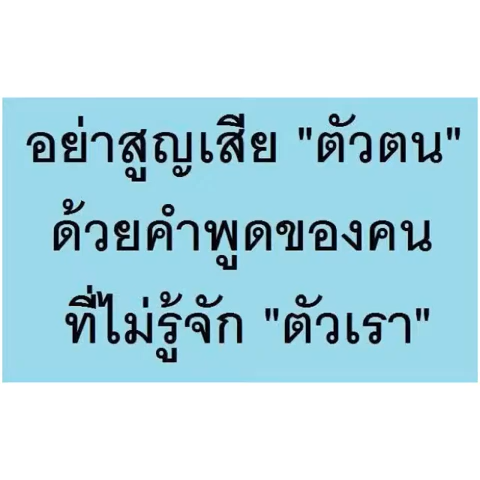 อย่าสูญเสีย "ตัวตน"
ด้วยคำพูดของคน
ที่ไม่รู้จัก "ตัวเรา"